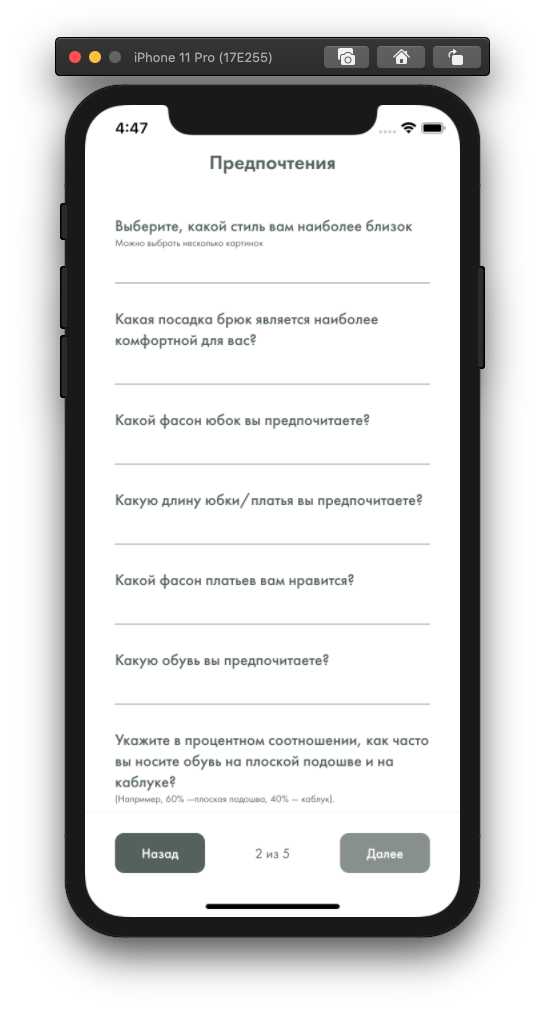 iPhone 11 Pro (17E255)
4:47
Предпочтения
Выберите, какой стиль вам наиболее близок
Можно выбрать несколько картинок
Какая посадка брюк является наиболее
комфортной для вас?
Какой фасон юбок вы предпочитаете?
Какую длину юбки/платья вы предпочитаете?
Какой фасон платьев вам нравится?
Какую обувь вы предпочитаете?
Укажите в процентном соотношении, как часто
вы носите обувь на плоской подошве и на
каблуке?
(Например, 60% —плоская подошва, 40% — каблук).
Назад
2 из 5
Далее